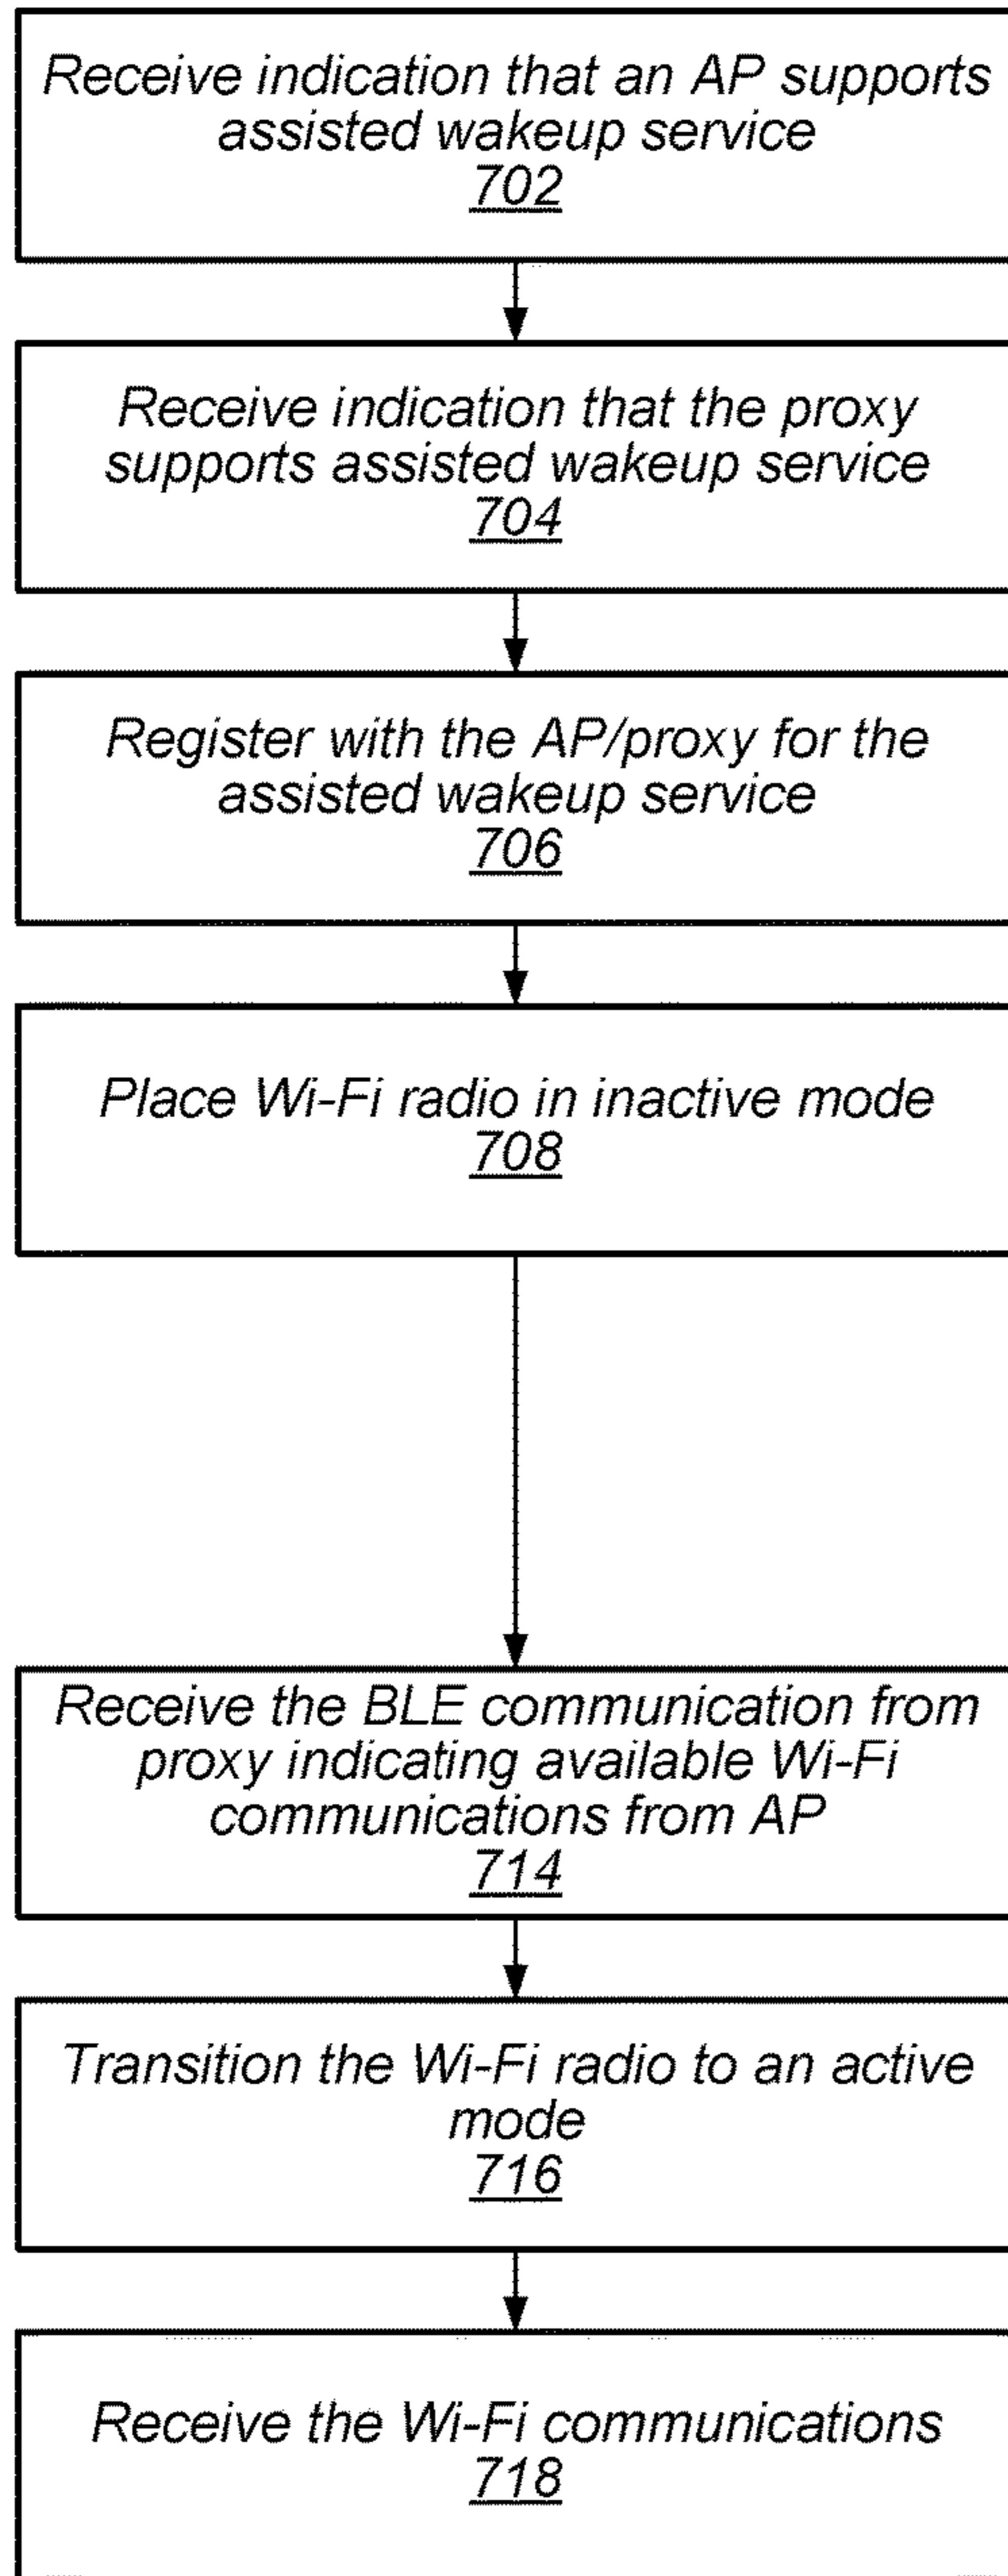 Receive indication that an AP supports
assisted wakeup service
702
Receive indication that the proxy
supports assisted wakeup service
704
Register with the AP/proxy for the
assisted wakeup service
706
Place Wi-Fi radio in inactive mode
708
Receive the BLE communication from
proxy indicating available Wi-Fi
communications from AP
714
Transition the Wi-Fi radio to an active
mode
716
Receive the Wi-Fi communications
718